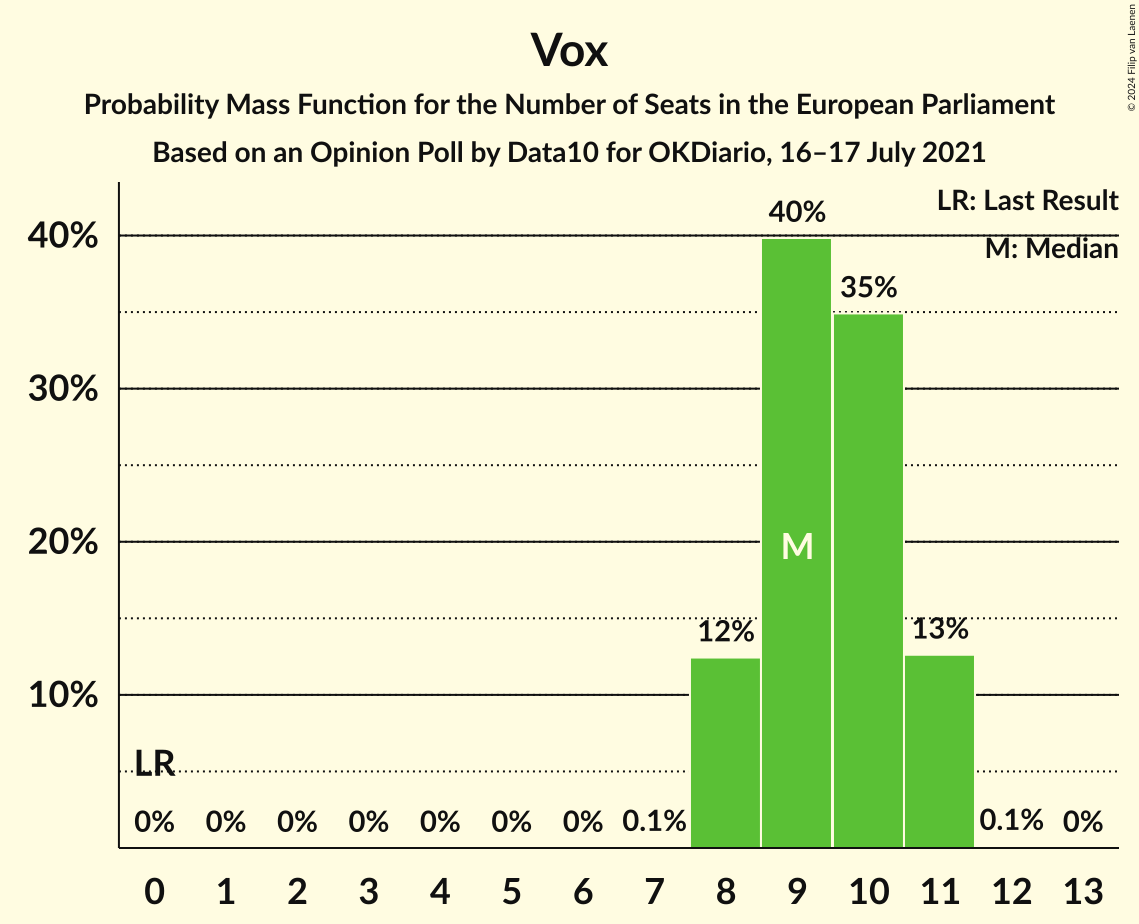 Vox
Probability Mass Function for the Number of Seats in the European Parliament
Based on an Opinion Poll by Data10 for OKDiario, 16–17 July 2021
© 2024 Filip van Laenen
LR: Last Result
M: Median
40%
30%
20%
10%
40%
35%
M
12%
13%
LR
0% 0% 0% 0% 0% 0% 0% 0.1% 0.1% 0%
0 1 2 3 4 5 6 7 8 9 10 11 12 13